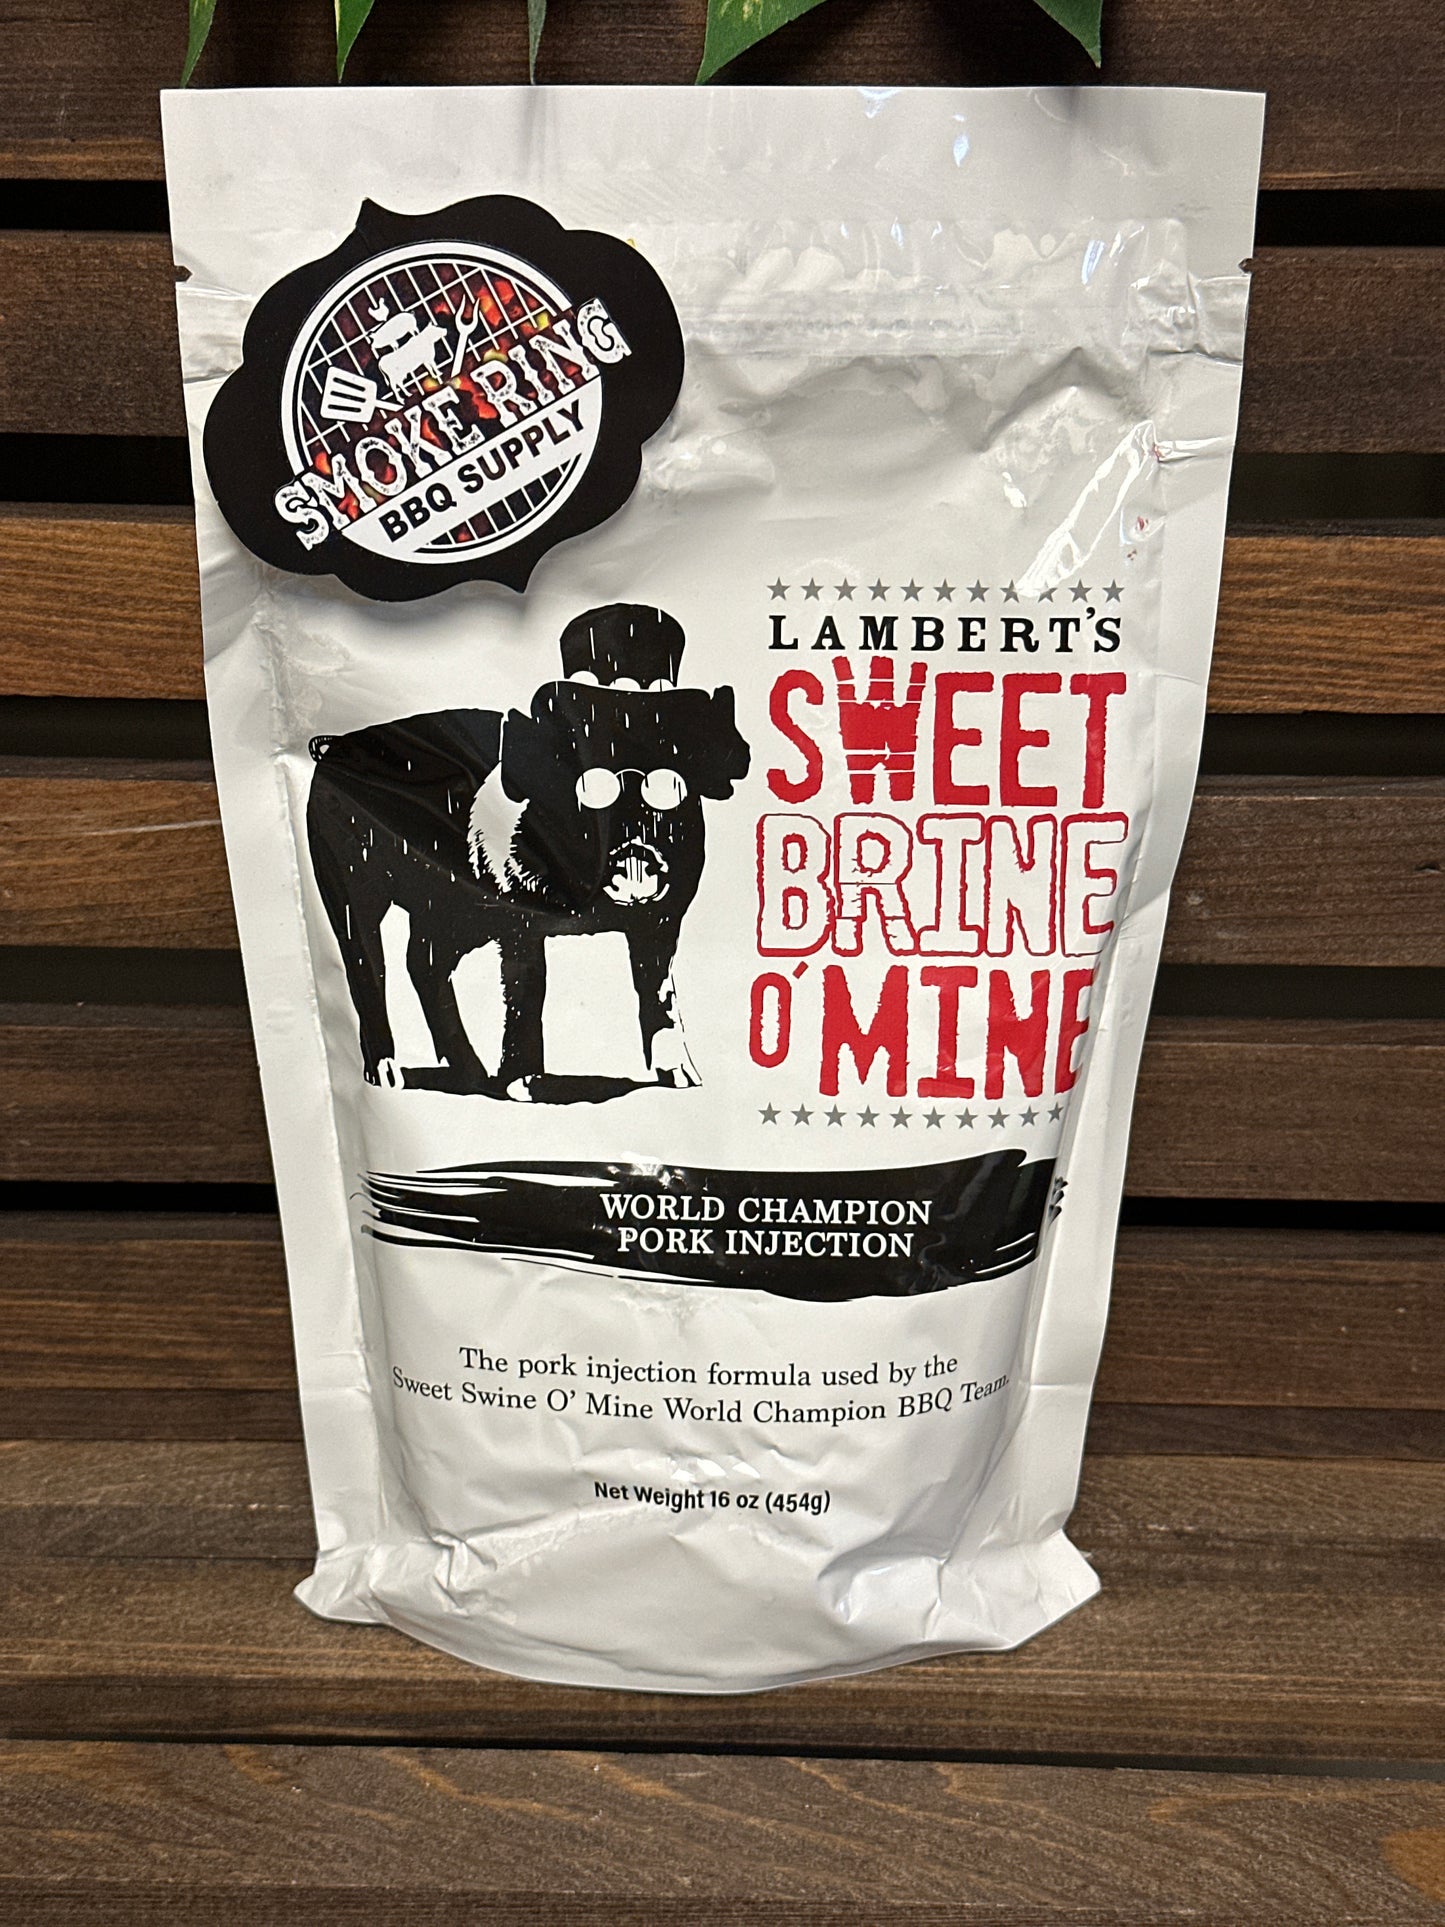 SMOKE RING
BBQ SUPPLY
LAMBERT'S
SWEET
BRINE
O'MINE
WORLD CHAMPION
PORK INJECTION
The pork injection formula used by the
Sweet Swine O' Mine World Champion BBQ Team.
Net Weight 16 oz (454g)